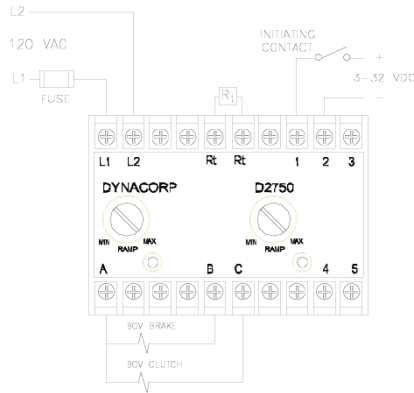 L2
120 VAC
L1
FUSE
INITIATING
CONTACT
+
3-32 VDC
−
Rt
L1 L2 Rt Rt 1 2 3
DYNACORP D2750
MIN MAX MIN MAX
RAMP RAMP
A B C 4 5
90V BRAKE
90V CLUTCH